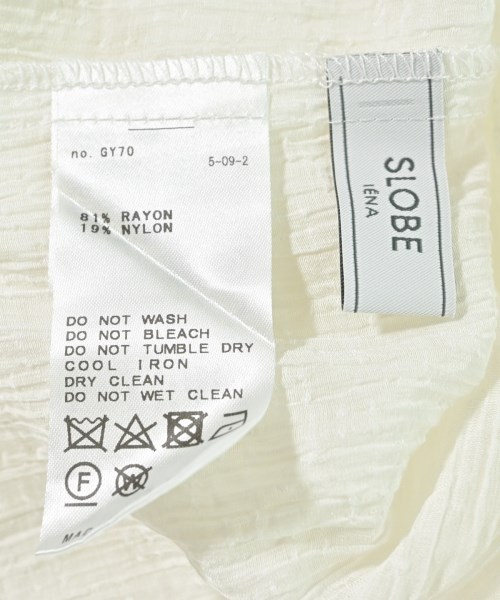 no. GY70
5-09-2
81% RAYON
19% NYLON
DO NOT WASH
DO NOT BLEACH
DO NOT TUMBLE DRY
COOL IRON
DRY CLEAN
DO NOT WET CLEAN
F
W
SLOBE
IÉNA